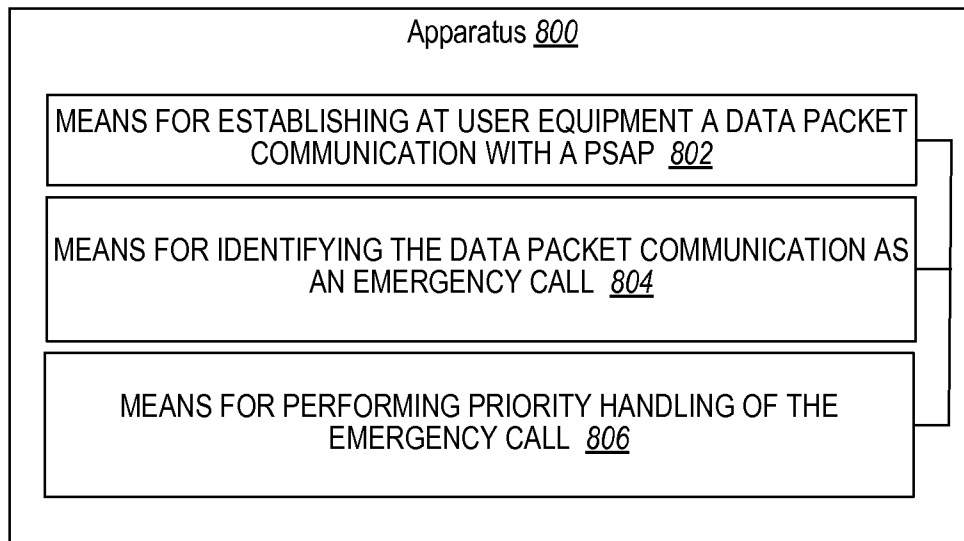 Apparatus 800
MEANS FOR ESTABLISHING AT USER EQUIPMENT A DATA PACKET
COMMUNICATION WITH A PSAP 802
MEANS FOR IDENTIFYING THE DATA PACKET COMMUNICATION AS
AN EMERGENCY CALL 804
MEANS FOR PERFORMING PRIORITY HANDLING OF THE
EMERGENCY CALL 806